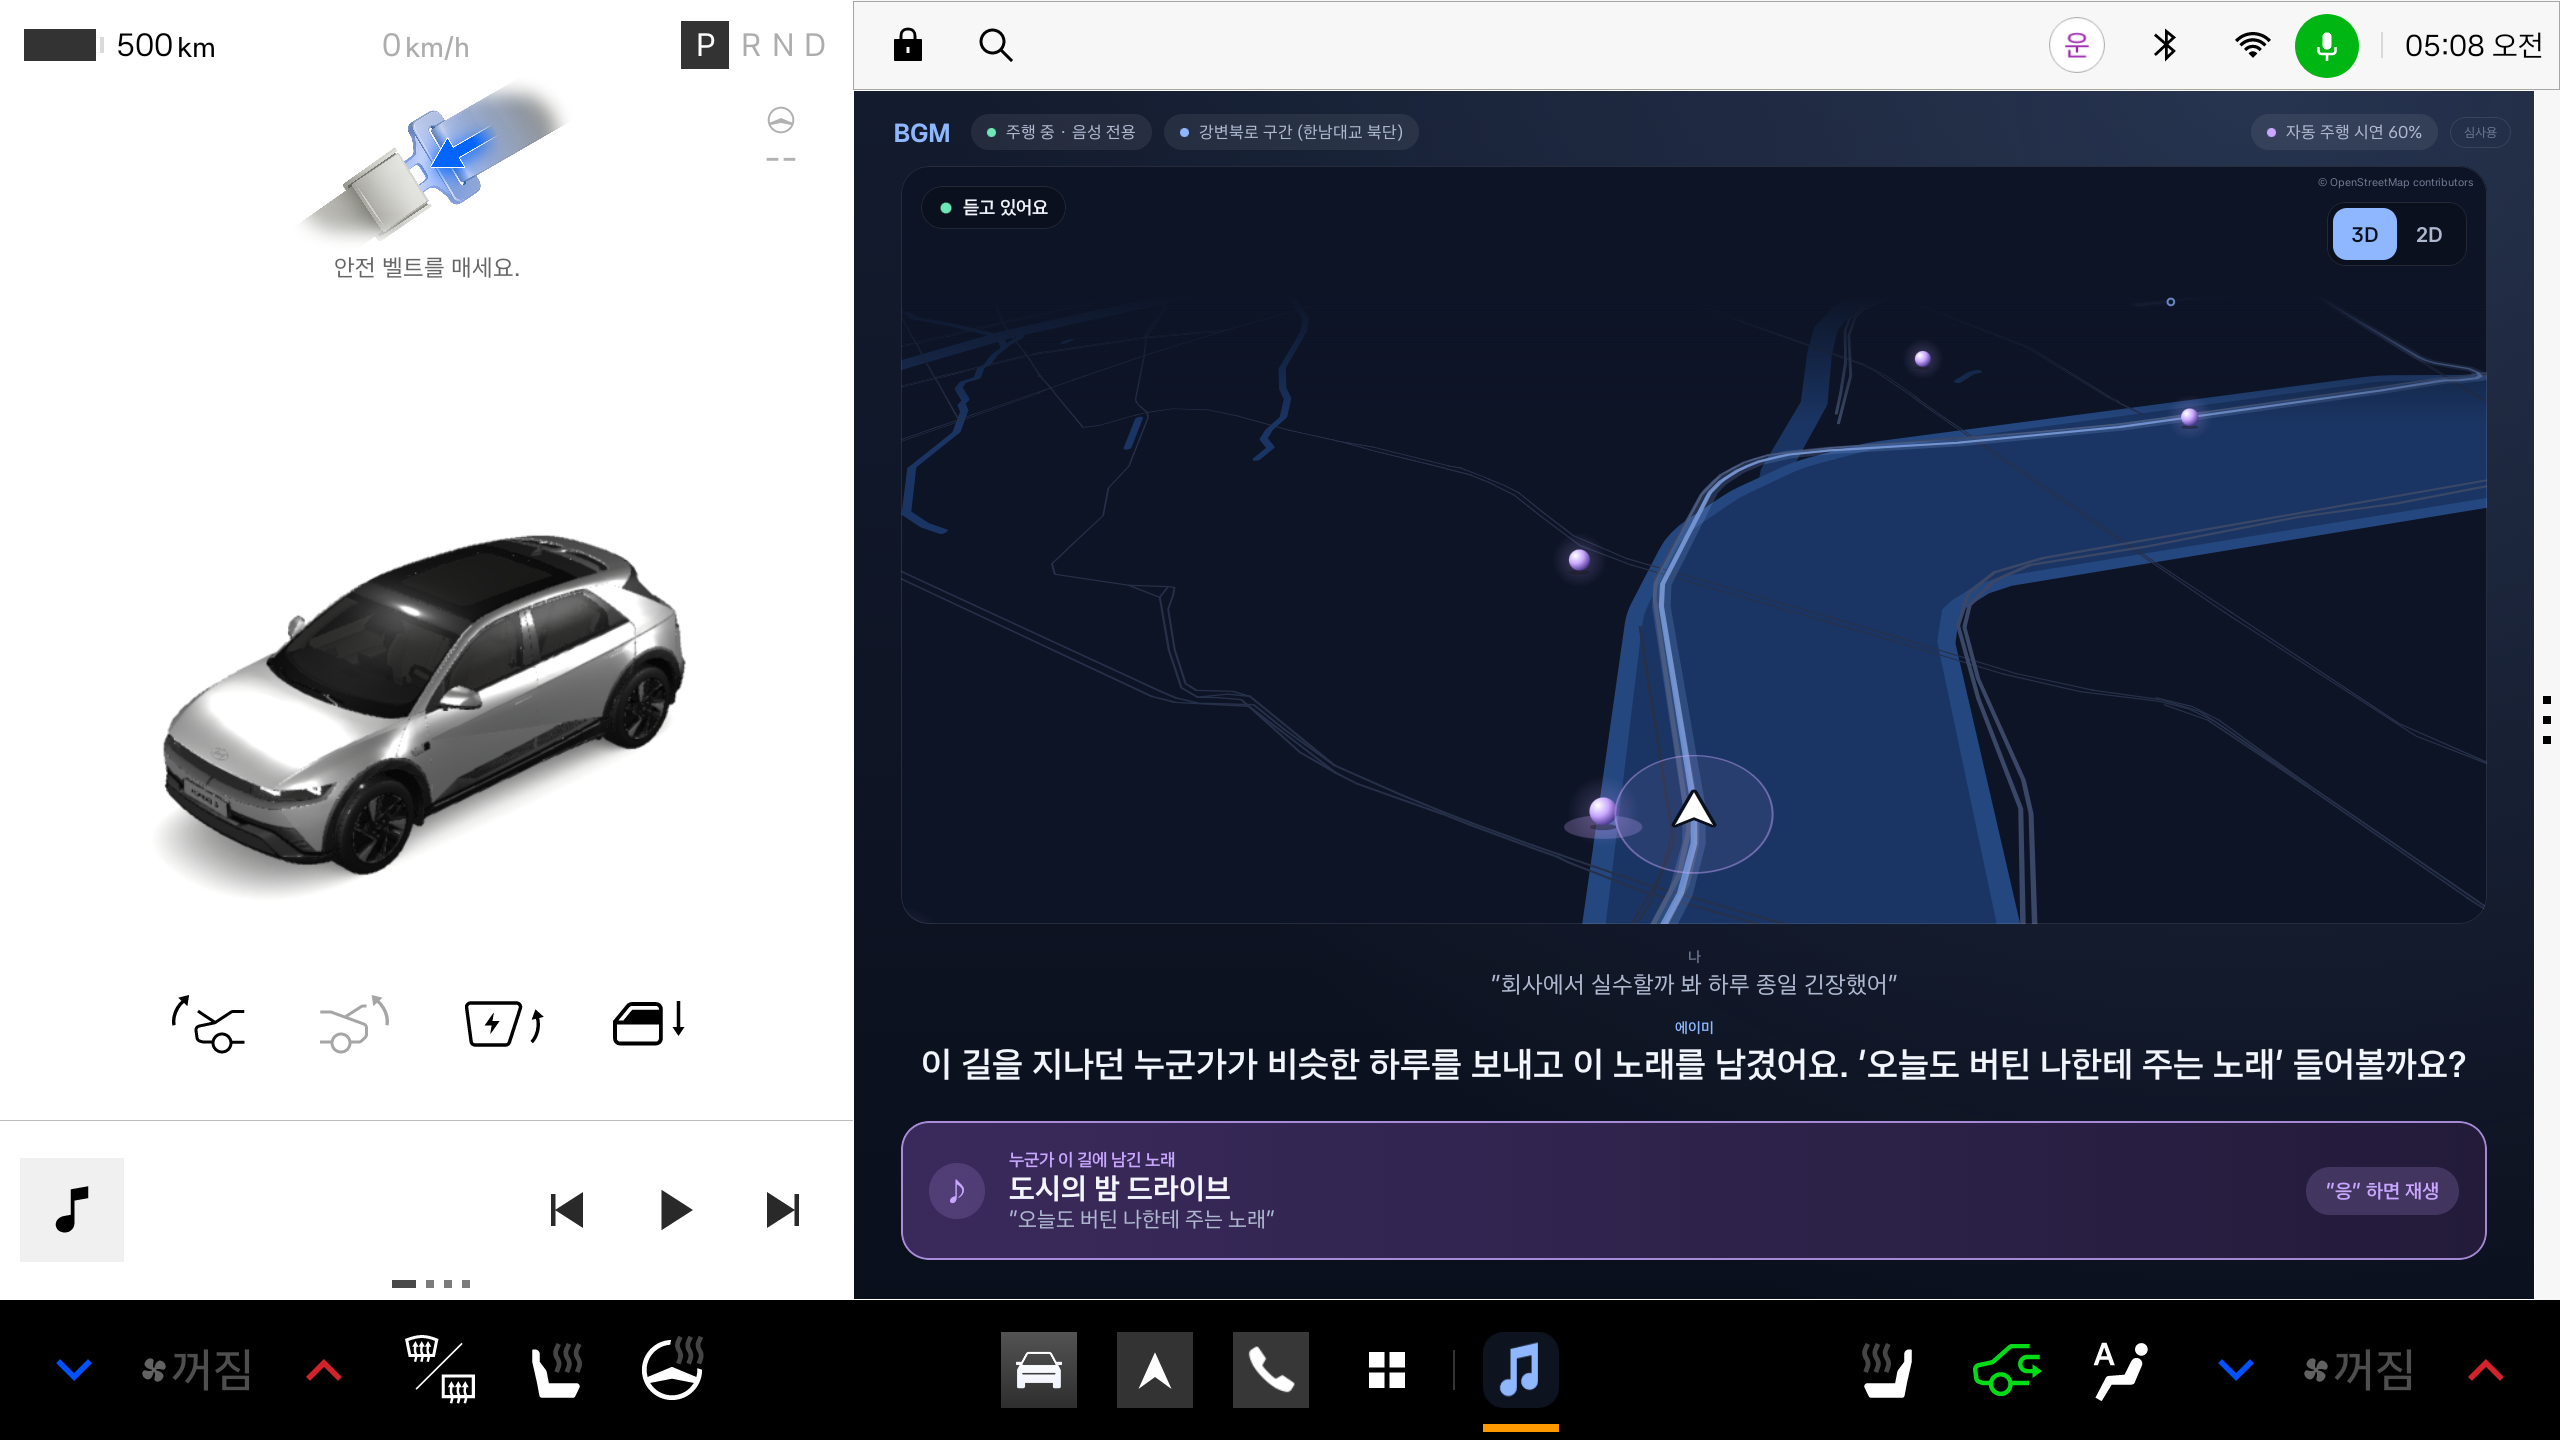 500 km
0 km/h
P R N D
안전 벨트를 매세요.
운
05:08 오전
BGM
주행 중 · 음성 전용
강변북로 구간 (한남대교 북단)
자동 주행 시연 60%
심사용
듣고 있어요
© OpenStreetMap contributors
3D 2D
나
"회사에서 실수할까 봐 하루 종일 긴장했어"
에이미
이 길을 지나던 누군가가 비슷한 하루를 보내고 이 노래를 남겼어요. '오늘도 버틴 나한테 주는 노래' 들어볼까요?
누군가 이 길에 남긴 노래
도시의 밤 드라이브
"오늘도 버틴 나한테 주는 노래"
"응" 하면 재생
꺼짐
A
꺼짐